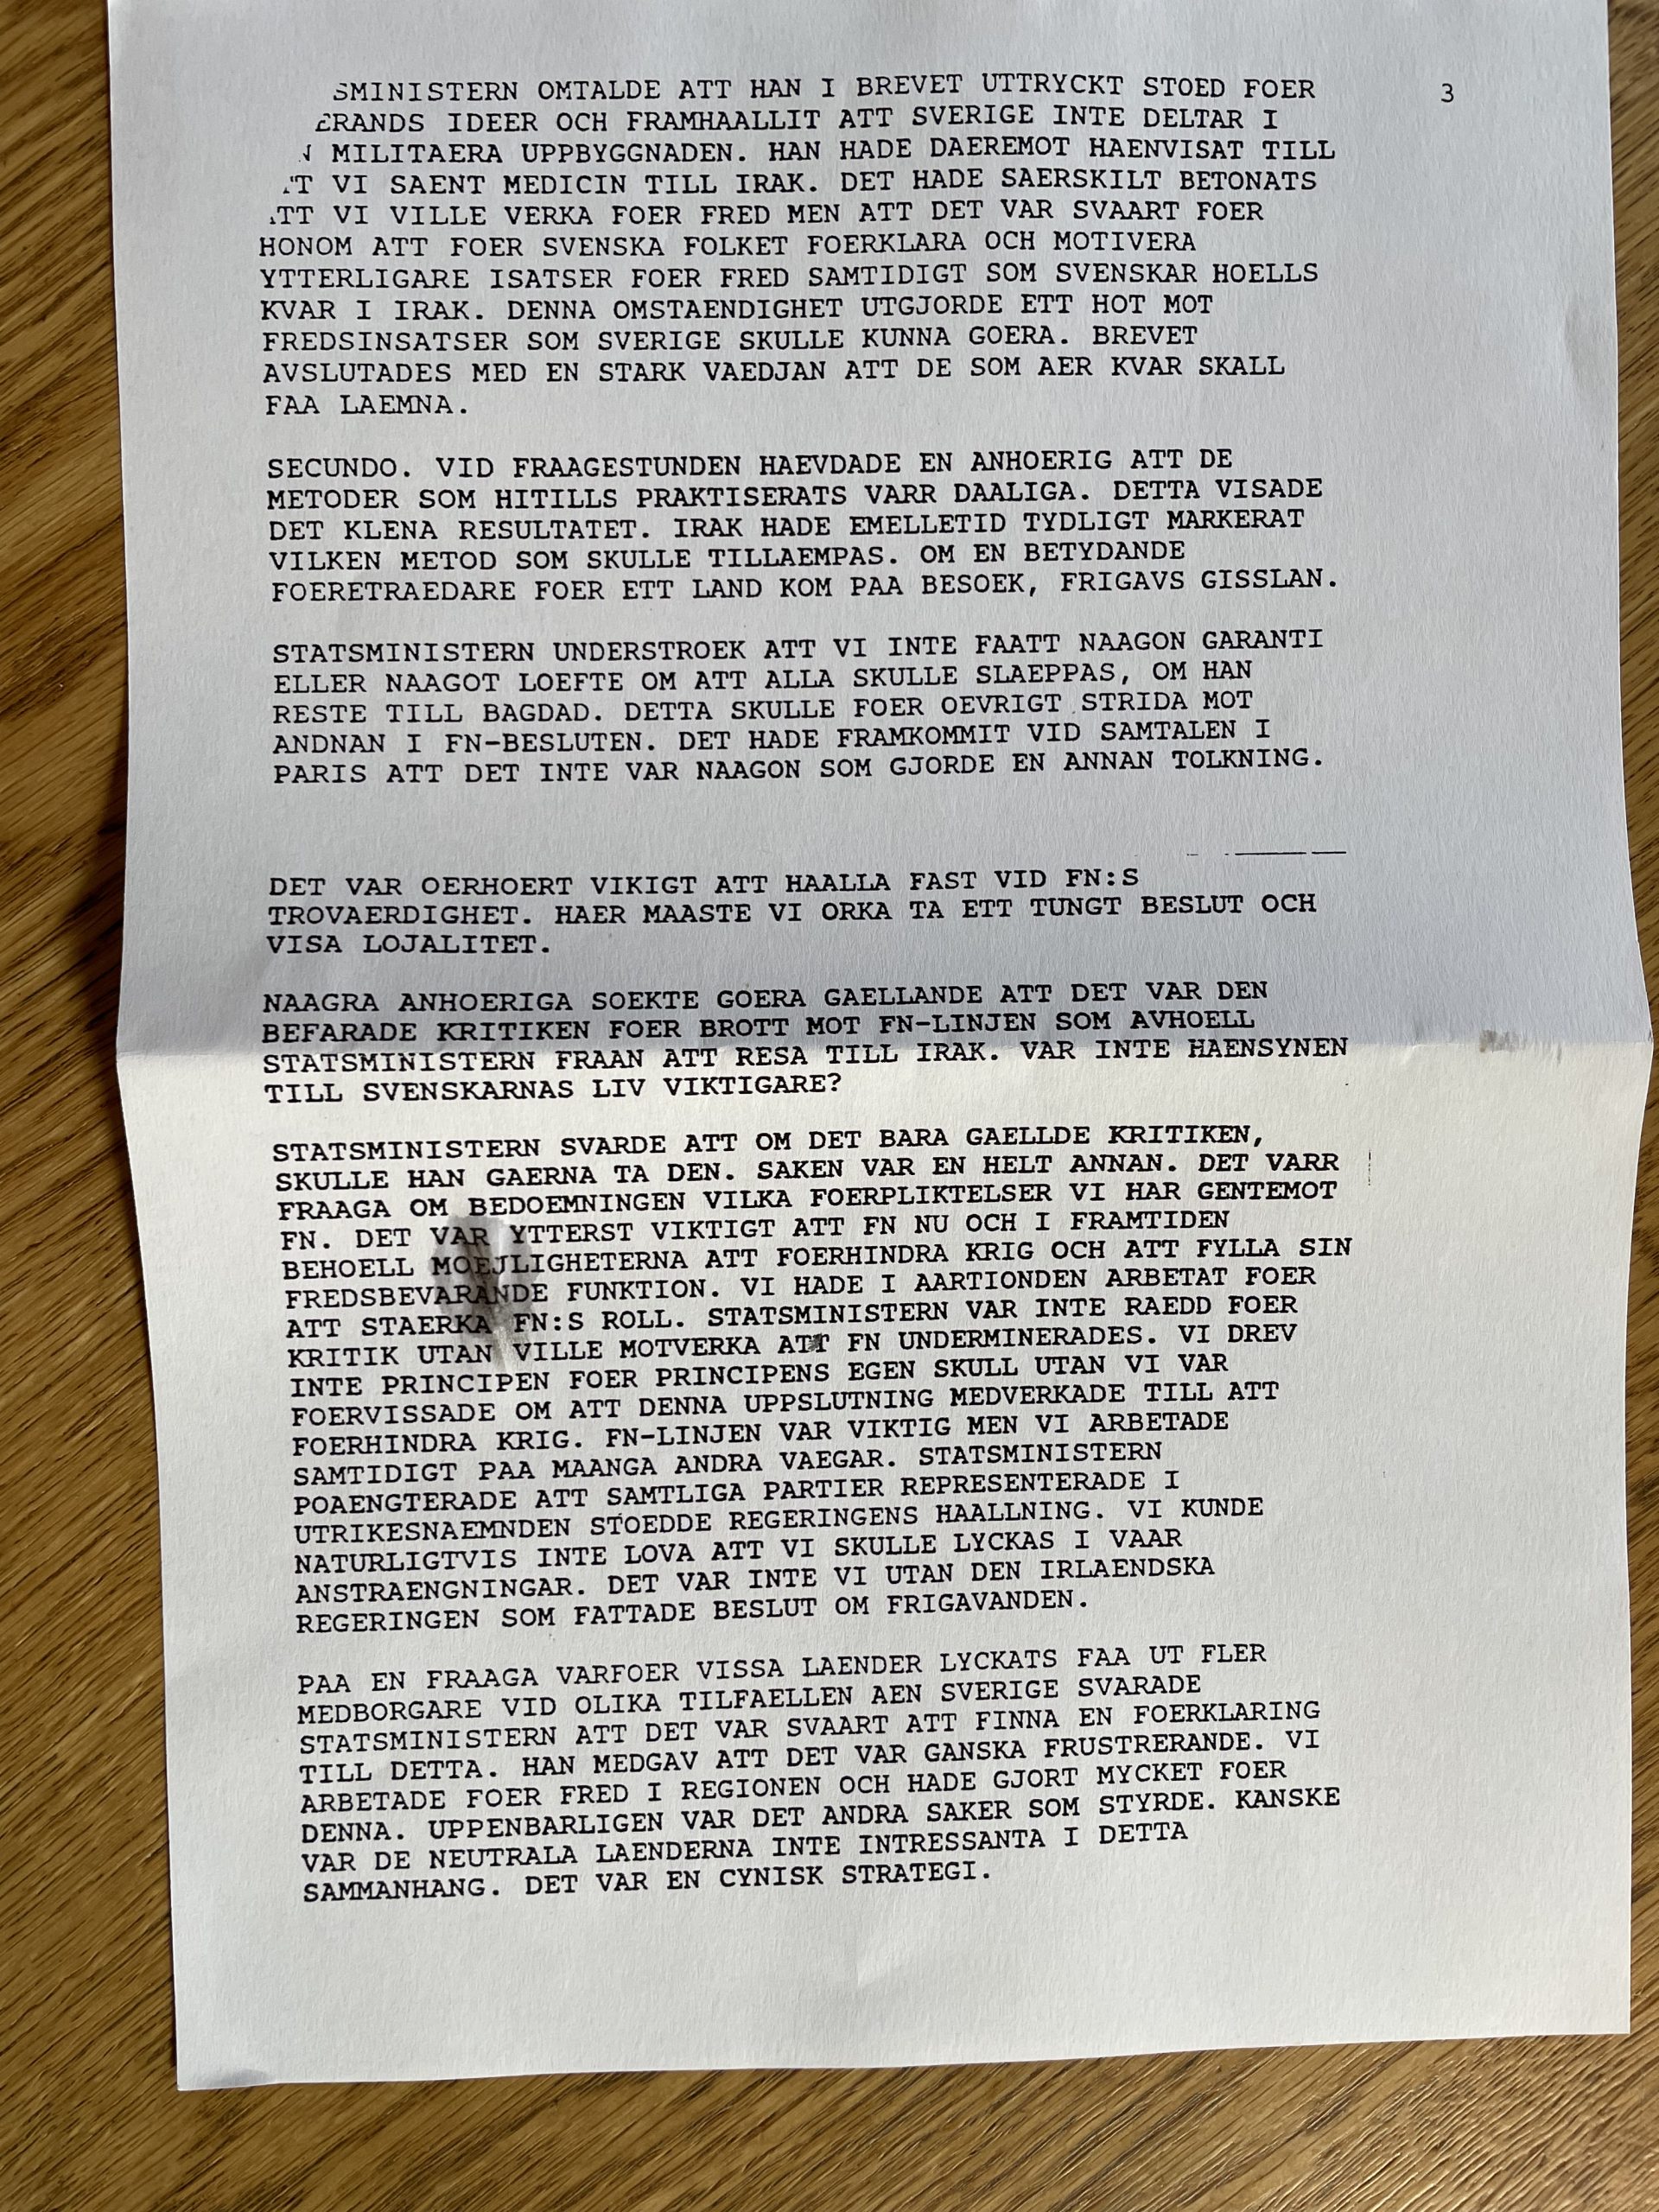 SMINISTERN OMTALDE ATT HAN I BREVET UTTRYCKT STOED FOER
3
ERANDS IDEER OCH FRAMHAALLIT ATT SVERIGE INTE DELTAR I
N MILITAERA UPPBYGGNADEN. HAN HADE DAEREMOT HAENVISAT TILL
TT VI SAENT MEDICIN TILL IRAK. DET HADE SAERSKILT BETONATS
ATT VI VILLE VERKA FOER FRED MEN ATT DET VAR SVAART FOER
HONOM ATT FOER SVENSKA FOLKET FOERKLARA OCH MOTIVERA
YTTERLIGARE ISATSER FOER FRED SAMTIDIGT SOM SVENSKAR HOELLS
KVAR I IRAK. DENNA OMSTAENDIGHET UTGJORDE ETT HOT MOT
FREDSINSATSER SOM SVERIGE SKULLE KUNNA GOERA. BREVET
AVSLUTADES MED EN STARK VAEDJAN ATT DE SOM AER KVAR SKALL
FAA LAEMNA.
SECUNDO. VID FRAAGESTUNDEN HAEVDADE EN ANHOERIG ATT DE
METODER SOM HITILLS PRAKTISERATS VARR DAALIGA. DETTA VISADE
DET KLENA RESULTATET. IRAK HADE EMELLETID TYDLIGT MARKERAT
VILKEN METOD SOM SKULLE TILLAEMPAS. OM EN BETYDANDE
FOERETRAEDARE FOER ETT LAND KOM PAA BESOEK, FRIGAVS GISSLAN.
STATSMINISTERN UNDERSTROEK ATT VI INTE FAATT NAAGON GARANTI
ELLER NAAGOT LOEFTE OM ATT ALLA SKULLE SLAEPPAS, OM HAN
RESTE TILL BAGDAD. DETTA SKULLE FOER OEVRIGT STRIDA MOT
ANDNAN I FN-BESLUTEN. DET HADE FRAMKOMMIT VID SAMTALEN I
PARIS ATT DET INTE VAR NAAGON SOM GJORDE EN ANNAN TOLKNING.
DET VAR OERHOERT VIKIGT ATT HAALLA FAST VID FN:S
TROVAERDIGHET. HAER MAASTE VI ORKA TA ETT TUNGT BESLUT OCH
VISA LOJALITET.
NAAGRA ANHOERIGA SOEKTE GOERA GAELLANDE ATT DET VAR DEN
BEFARADE KRITIKEN FOER BROTT MOT FN-LINJEN SOM AVHOELL
STATSMINISTERN FRAAN ATT RESA TILL IRAK. VAR INTE HAENSYNEN
TILL SVENSKARNAS LIV VIKTIGARE?
STATSMINISTERN SVARDE ATT OM DET BARA GAELLDE KRITIKEN,
SKULLE HAN GAERNA TA DEN. SAKEN VAR EN HELT ANNAN. DET VARR
FRAAGA OM BEDOEMNINGEN VILKA FOERPLIKTELSER VI HAR GENTEMOT
FN. DET VAR YTTERST VIKTIGT ATT FN NU OCH I FRAMTIDEN
BEHOELL MOEJLIGHETERNA ATT FOERHINDRA KRIG OCH ATT FYLLA SIN
FREDSBEVARANDE FUNKTION. VI HADE I AARTIONDEN ARBETAT FOER
ATT STAERKA FN:S ROLL. STATSMINISTERN VAR INTE RAEDD FOER
KRITIK UTAN VILLE MOTVERKA ATT FN UNDERMINERADES. VI DREV
INTE PRINCIPEN FOER PRINCIPENS EGEN SKULL UTAN VI VAR
FOERVISSADE OM ATT DENNA UPPSLUTNING MEDVERKADE TILL ATT
FOERHINDRA KRIG. FN-LINJEN VAR VIKTIG MEN VI ARBETADE
SAMTIDIGT PAA MAANGA ANDRA VAEGAR. STATSMINISTERN
POAENGTERADE ATT SAMTLIGA PARTIER REPRESENTERADE I
UTRIKESNAEMNDEN STOEDDE REGERINGENS HAALLNING. VI KUNDE
NATURLIGTVIS INTE LOVA ATT VI SKULLE LYCKAS I VAAR
ANSTRAENGNINGAR. DET VAR INTE VI UTAN DEN IRLAENDSKA
REGERINGEN SOM FATTADE BESLUT OM FRIGAVANDEN.
PAA EN FRAAGA VARFOER VISSA LAENDER LYCKATS FAA UT FLER
MEDBORGARE VID OLIKA TILFAELLEN AEN SVERIGE SVARADE
STATSMINISTERN ATT DET VAR SVAART ATT FINNA EN FOERKLARING
TILL DETTA. HAN MEDGAV ATT DET VAR GANSKA FRUSTRERANDE. VI
ARBETADE FOER FRED I REGIONEN OCH HADE GJORT MYCKET FOER
DENNA. UPPENBARLIGEN VAR DET ANDRA SAKER SOM STYRDE. KANSKE
VAR DE NEUTRALA LAENDERNA INTE INTRESSANTA I DETTA
SAMMANHANG. DET VAR EN CYNISK STRATEGI.